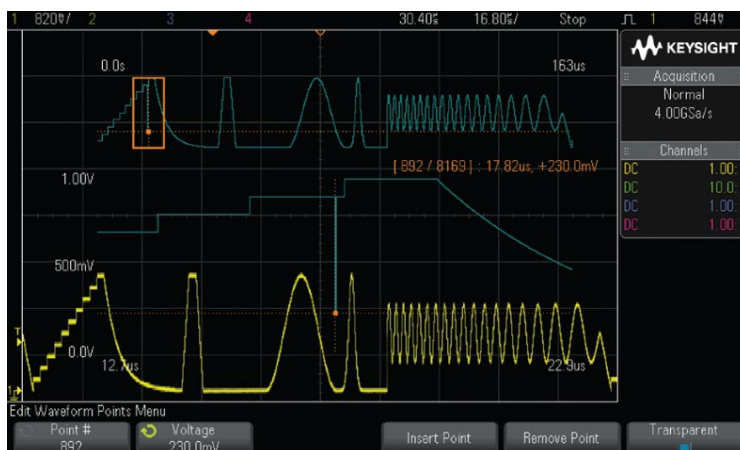 1 820V/ 2 3 4 30.40s 16.80s/ Stop 1 844V
KEYSIGHT
Acquisition
Normal
4.00GSa/s
Channels
DC 1.00:
DC 10.0:
DC 1.00:
DC 1.00:
0.0s 163us
[ 892 / 8169 ] : 17.82us, +230.0mV
1.00V
500mV
0.0V
12.7us 22.9us
T
1
Edit Waveform Points Menu
Point #
892
Voltage
230.0mV
Insert Point
Remove Point
Transparent